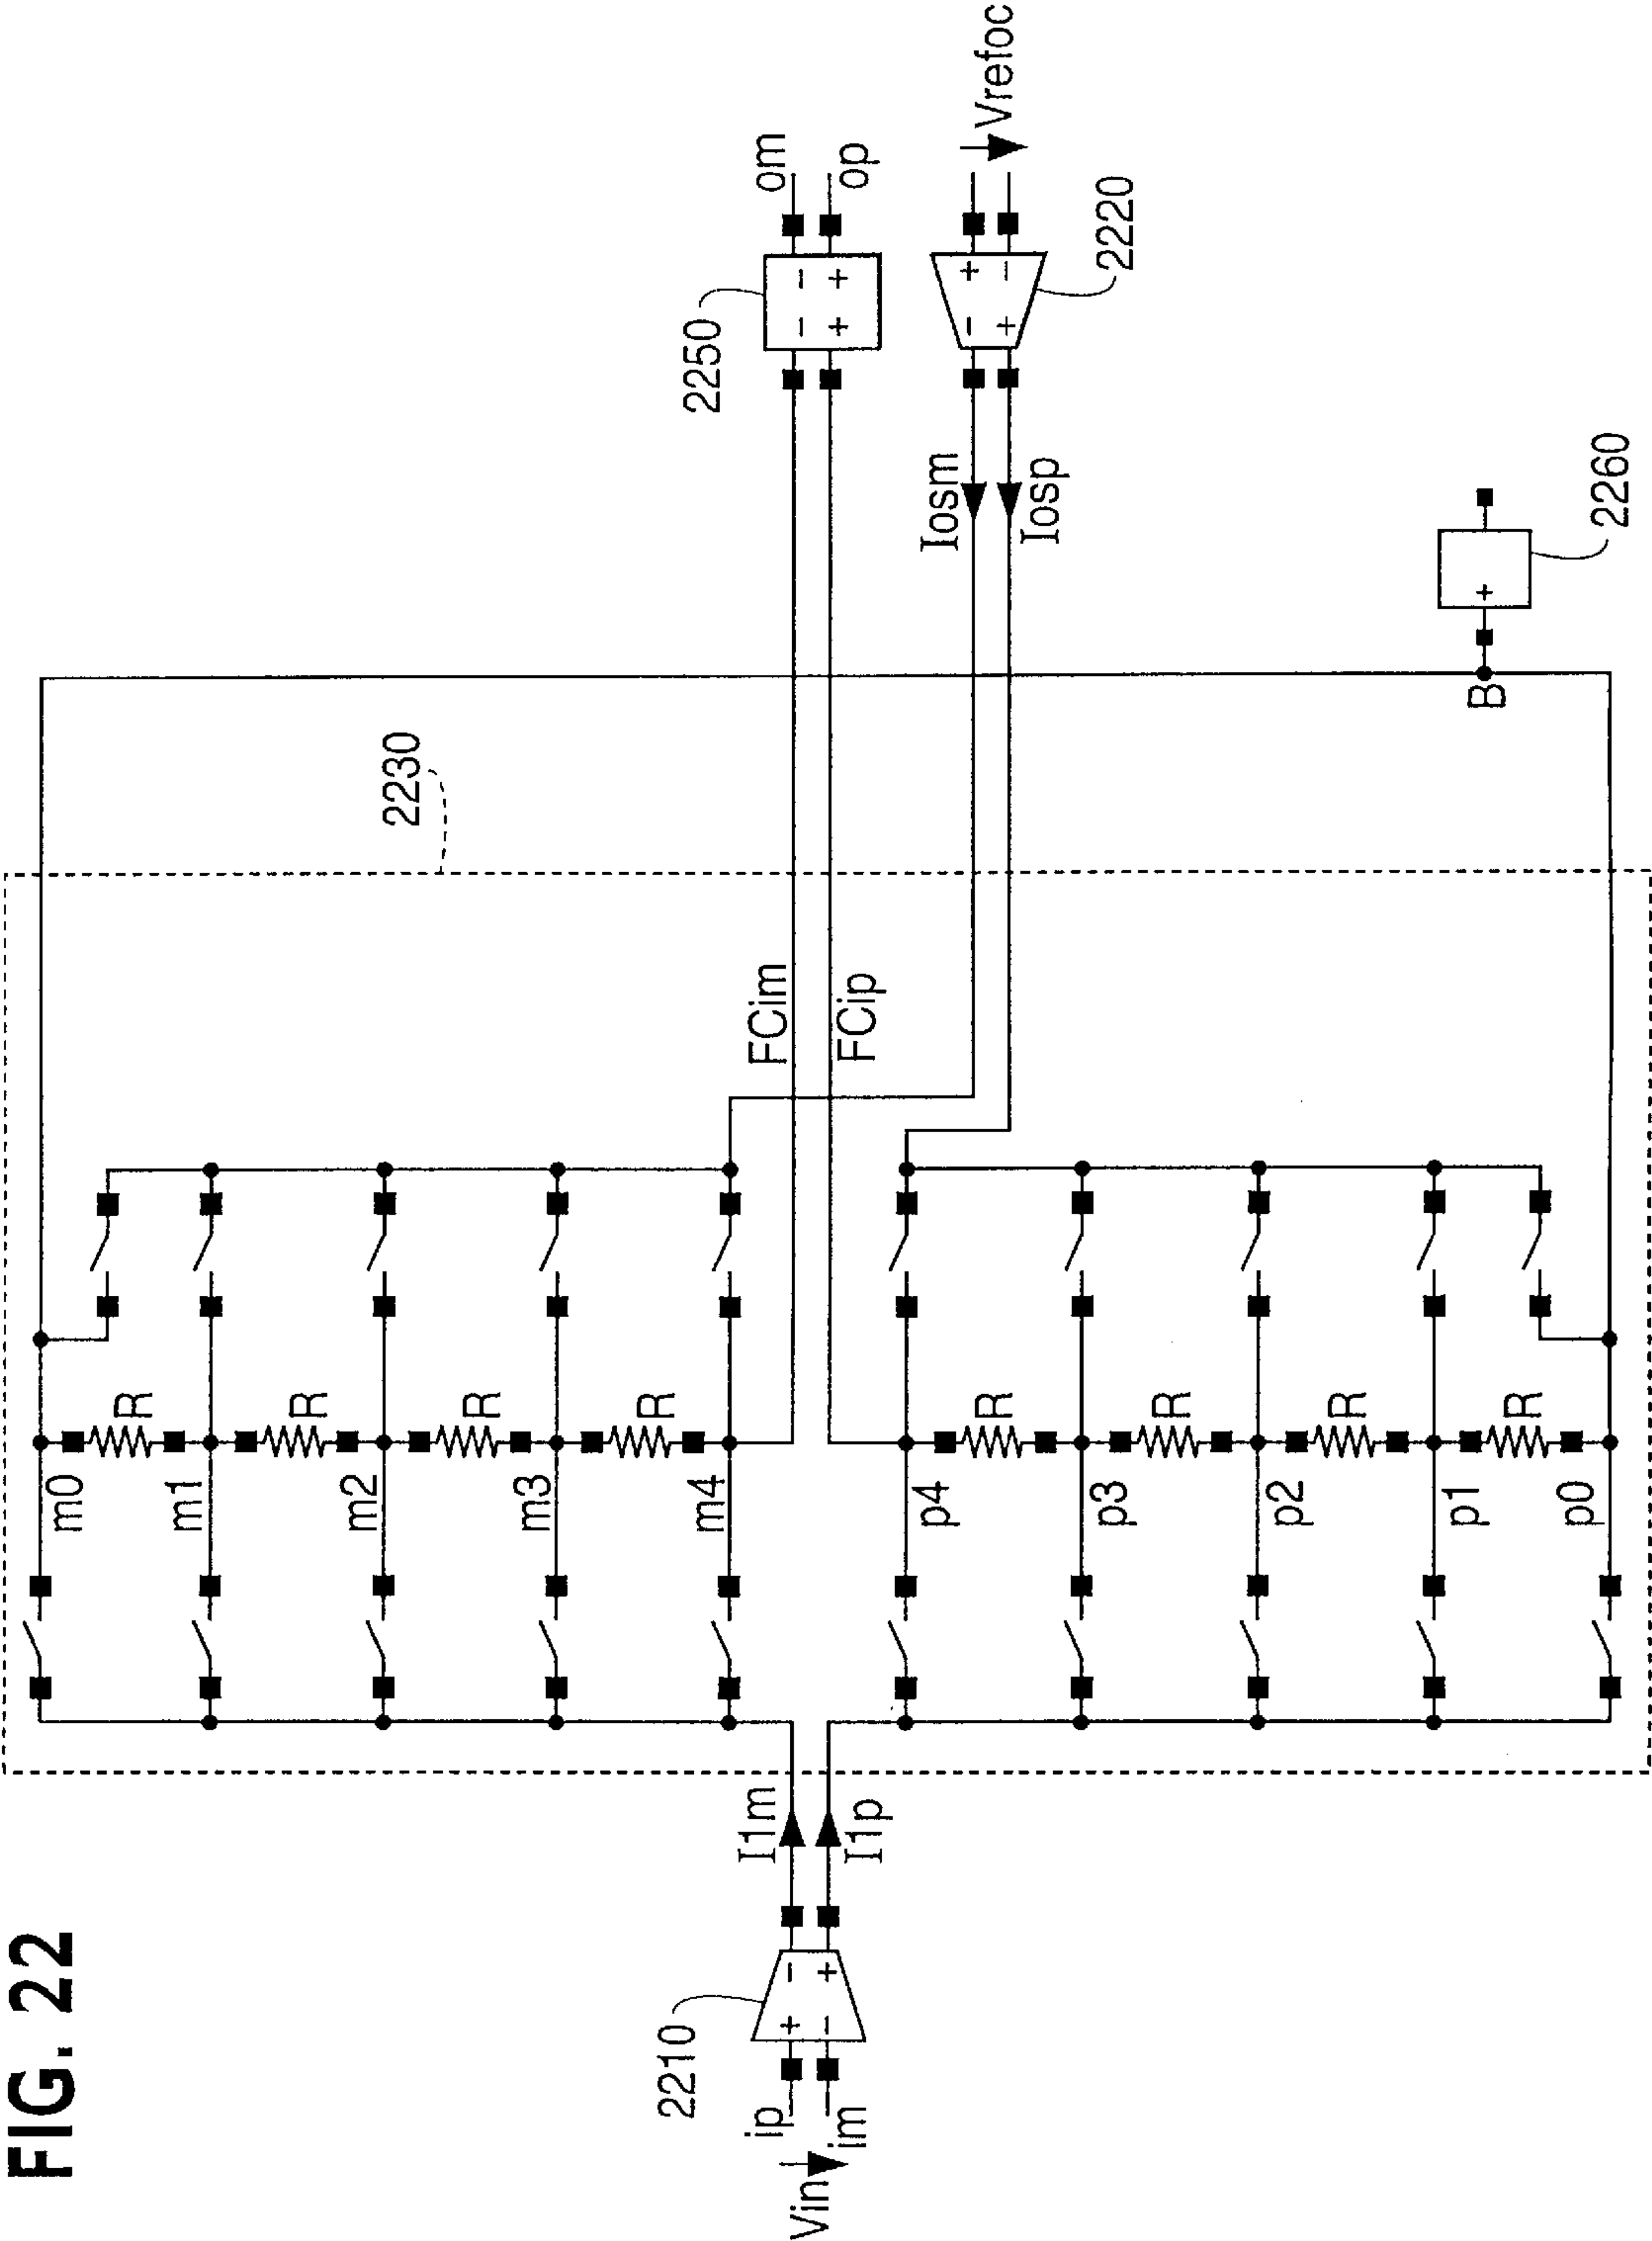 FIG. 22
2230
2250
2210
2220
2260
Vin
ip
im
I1m
I1p
m0
m1
m2
m3
m4
p4
p3
p2
p1
p0
R
R
R
R
R
R
R
R
FCim
FCip
Iosm
Iosp
om
op
Vrefoc
B
+ −
− +
− −
+ +
− +
+ −
+